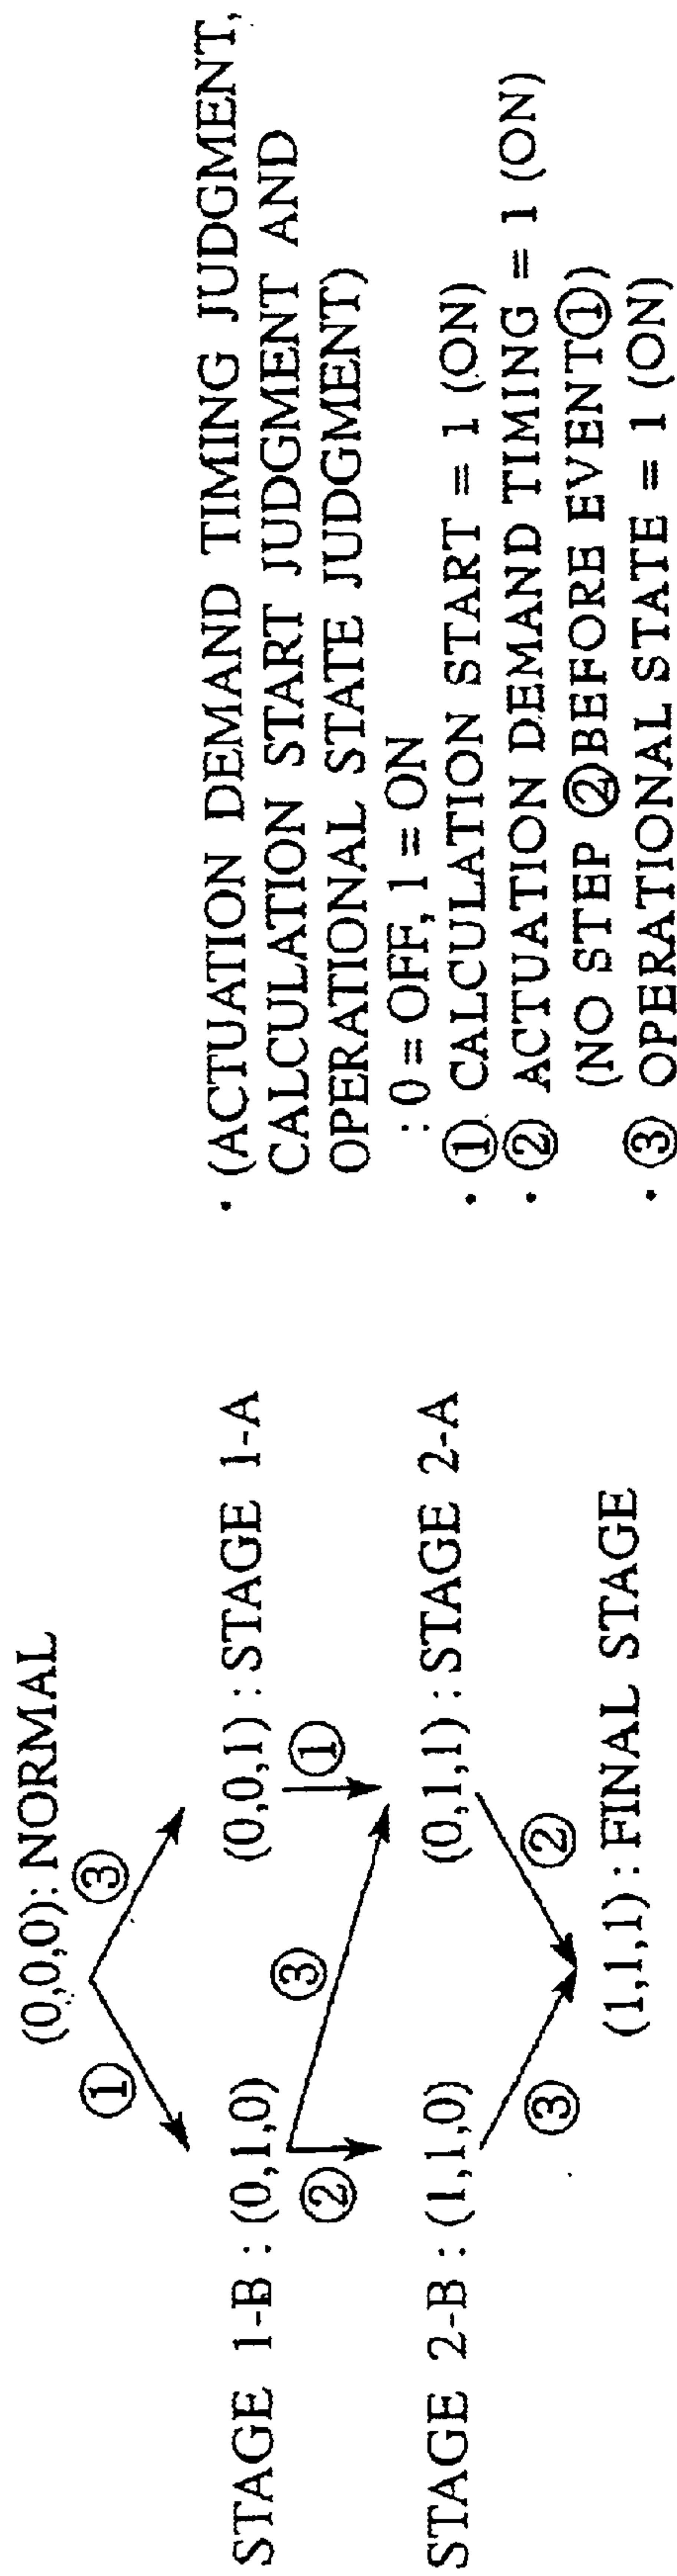 (0,0,0): NORMAL
① ③
STAGE 1-B : (0,1,0) (0,0,1) : STAGE 1-A
② ③ ①
STAGE 2-B : (1,1,0) (0,1,1) : STAGE 2-A
③ ②
(1,1,1) : FINAL STAGE
· (ACTUATION DEMAND TIMING JUDGMENT,
CALCULATION START JUDGMENT AND
OPERATIONAL STATE JUDGMENT)
: 0 = OFF, 1 = ON
· ① CALCULATION START = 1 (ON)
· ② ACTUATION DEMAND TIMING = 1 (ON)
(NO STEP ② BEFORE EVENT ①)
· ③ OPERATIONAL STATE = 1 (ON)